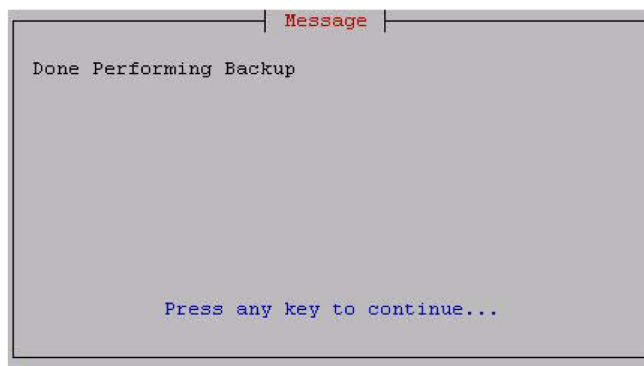 Message
Done Performing Backup
Press any key to continue...